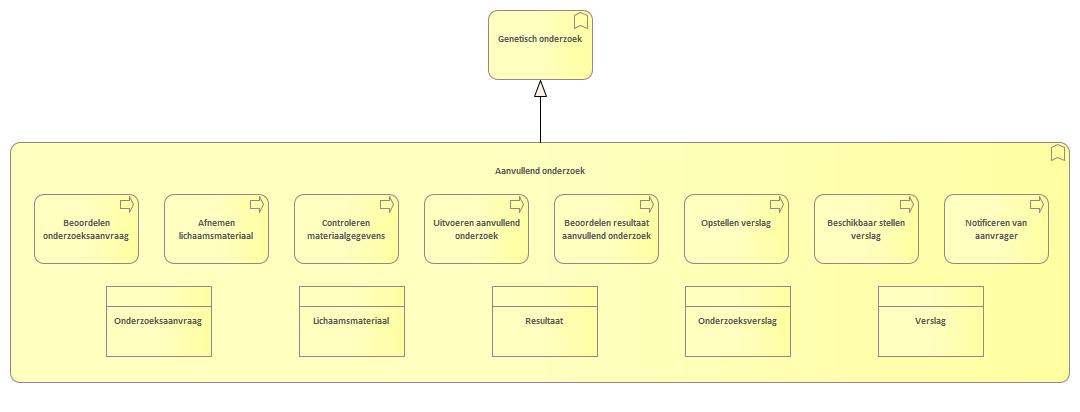 Genetisch onderzoek
Aanvullend onderzoek
Beoordelen
onderzoeksaanvraag
Afnemen
lichaamsmateriaal
Controleren
materiaalgegevens
Uitvoeren aanvullend
onderzoek
Beoordelen resultaat
aanvullend onderzoek
Opstellen verslag
Beschikbaar stellen
verslag
Notificeren van
aanvrager
Onderzoeksaanvraag
Lichaamsmateriaal
Resultaat
Onderzoeksverslag
Verslag